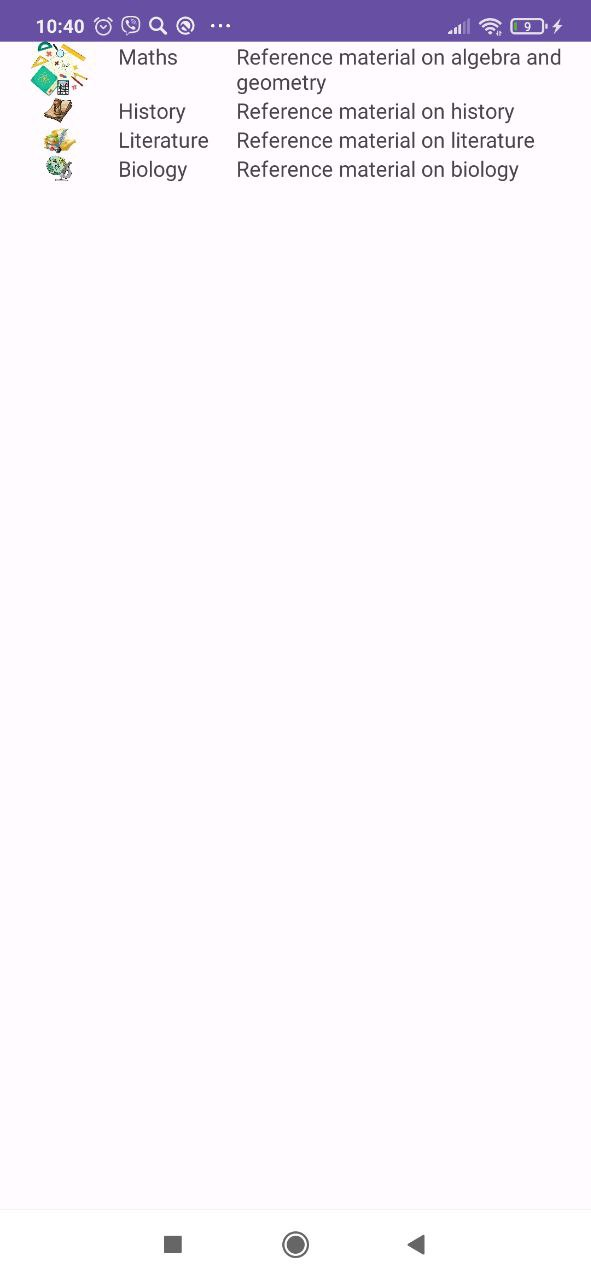 10:40 9
Maths Reference material on algebra and
geometry
History Reference material on history
Literature Reference material on literature
Biology Reference material on biology